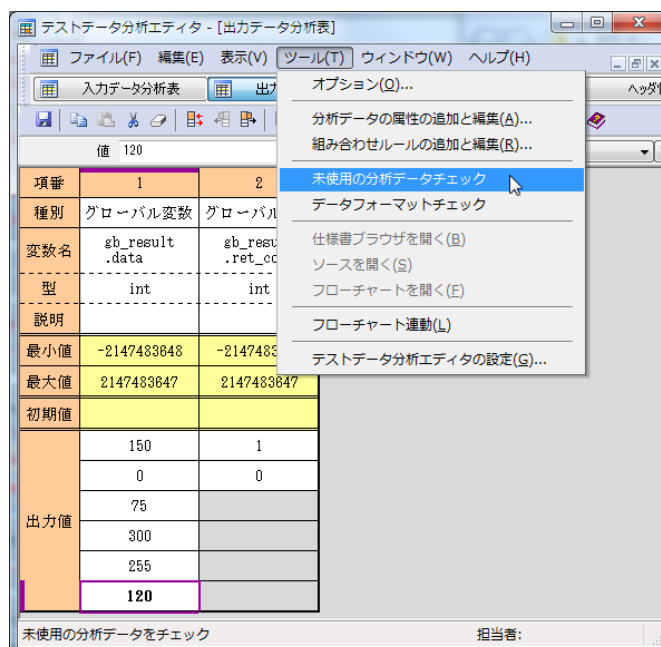 テストデータ分析エディタ - [出力データ分析表]
ファイル(F) 編集(E) 表示(V) ツール(T) ウィンドウ(W) ヘルプ(H)
入力データ分析表
オプション(O)...
分析データの属性の追加と編集(A)...
組み合わせルールの追加と編集(R)...
未使用の分析データチェック
データフォーマットチェック
仕様書ブラウザを開く(B)
ソースを開く(S)
フローチャートを開く(F)
フローチャート連動(L)
テストデータ分析エディタの設定(G)...
値 120
項番 1 2
種別 グローバル変数 グローバル
変数名 gb_result .data
型 int int
説明
最小値 -2147483648
最大値 2147483647 2147483647
初期値
出力値
150 1
0 0
75
300
255
120
未使用の分析データをチェック 担当者: